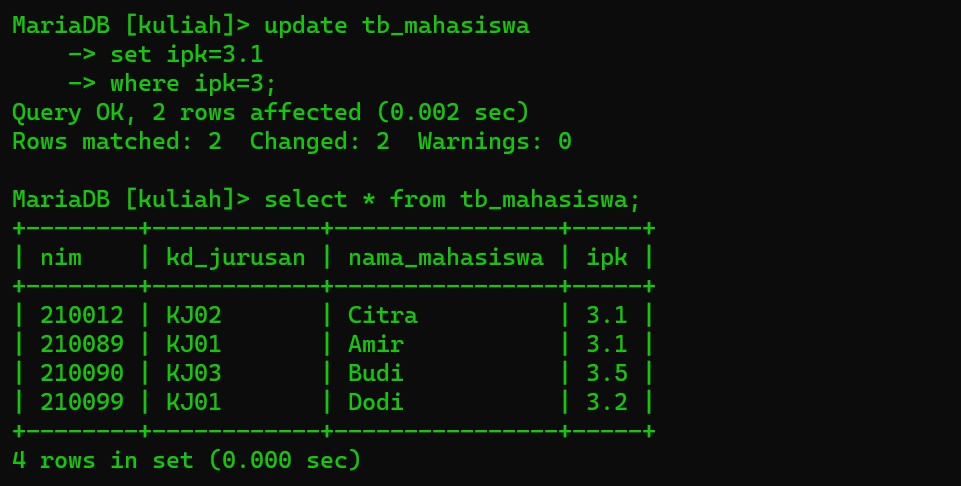 MariaDB [kuliah]> update tb_mahasiswa
    -> set ipk=3.1
    -> where ipk=3;
Query OK, 2 rows affected (0.002 sec)
Rows matched: 2  Changed: 2  Warnings: 0

MariaDB [kuliah]> select * from tb_mahasiswa;
+--------+------------+----------------+-----+
| nim    | kd_jurusan | nama_mahasiswa | ipk |
+--------+------------+----------------+-----+
| 210012 | KJ02       | Citra          | 3.1 |
| 210089 | KJ01       | Amir           | 3.1 |
| 210090 | KJ03       | Budi           | 3.5 |
| 210099 | KJ01       | Dodi           | 3.2 |
+--------+------------+----------------+-----+
4 rows in set (0.000 sec)